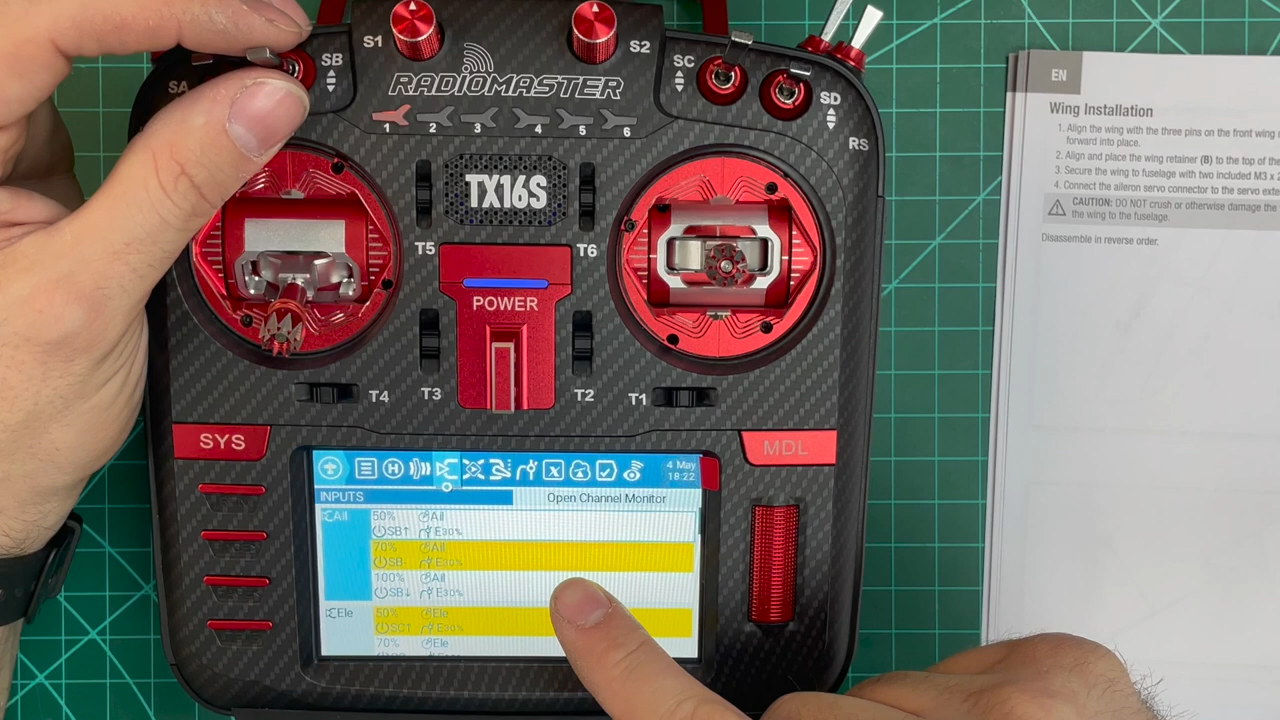 S1
S2
SB
SC
SA
SD
RS
RADIOMASTER
1 2 3 4 5 6
TX16S
T5
T6
POWER
T4
T3
T2
T1
SYS
MDL
4 May
18:22
INPUTS
Open Channel Monitor
All 50% All
SB↑ E30%
70% All
SB- E30%
100% All
SB↓ E30%
Ele 50% Ele
SC↑ E30%
70% Ele
EN
Wing Installation
1. Align the wing with the three pins on the front wing
forward into place.
2. Align and place the wing retainer (B) to the top of the
3. Secure the wing to fuselage with two included M3 x 2
4. Connect the aileron servo connector to the servo exte
CAUTION: DO NOT crush or otherwise damage the
the wing to the fuselage.
Disassemble in reverse order.